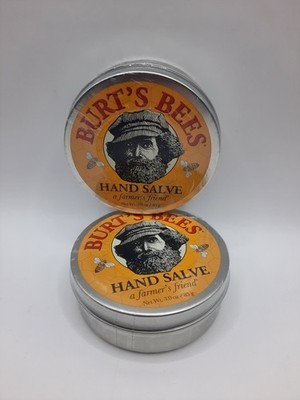 BURT'S BEES
HAND SALVE
a farmer's friend
BURT'S BEES
HAND SALVE
a farmer's friend